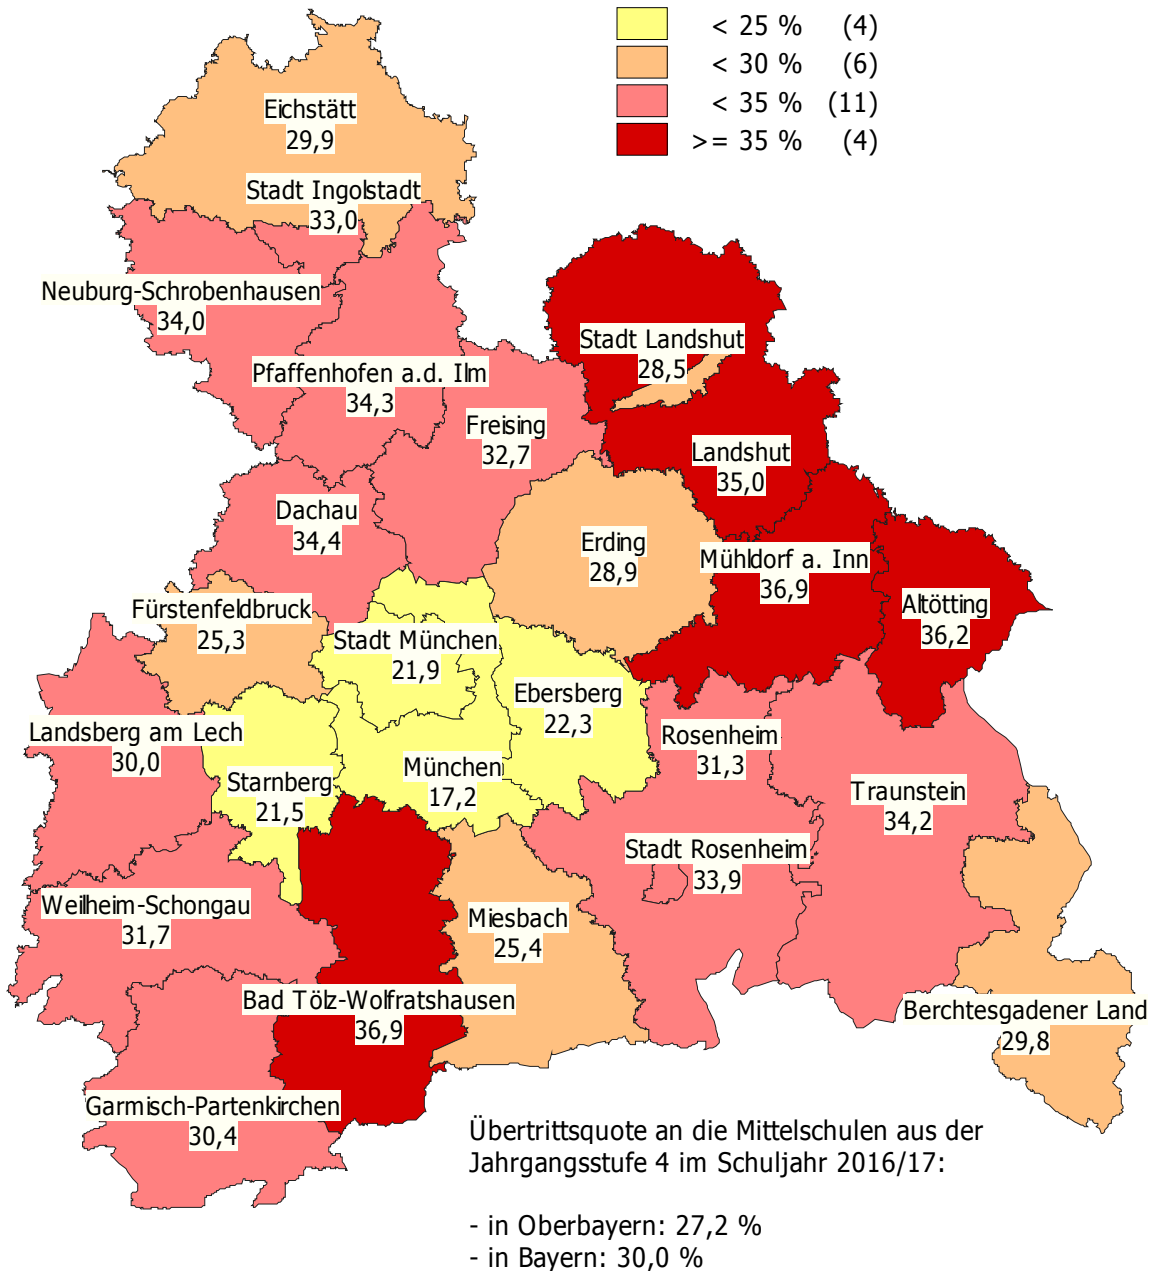 < 25 % (4)
< 30 % (6)
< 35 % (11)
>= 35 % (4)
Eichstätt
29,9
Stadt Ingolstadt
33,0
Neuburg-Schrobenhausen
34,0
Stadt Landshut
28,5
Pfaffenhofen a.d. Ilm
34,3
Freising
32,7
Landshut
35,0
Dachau
34,4
Erding
28,9
Mühldorf a. Inn
36,9
Altötting
36,2
Fürstenfeldbruck
25,3
Stadt München
21,9
Ebersberg
22,3
Landsberg am Lech
30,0
Rosenheim
31,3
Starnberg
21,5
München
17,2
Traunstein
34,2
Stadt Rosenheim
33,9
Weilheim-Schongau
31,7
Miesbach
25,4
Bad Tölz-Wolfratshausen
36,9
Berchtesgadener Land
29,8
Garmisch-Partenkirchen
30,4
Übertrittsquote an die Mittelschulen aus der
Jahrgangsstufe 4 im Schuljahr 2016/17:
- in Oberbayern: 27,2 %
- in Bayern: 30,0 %